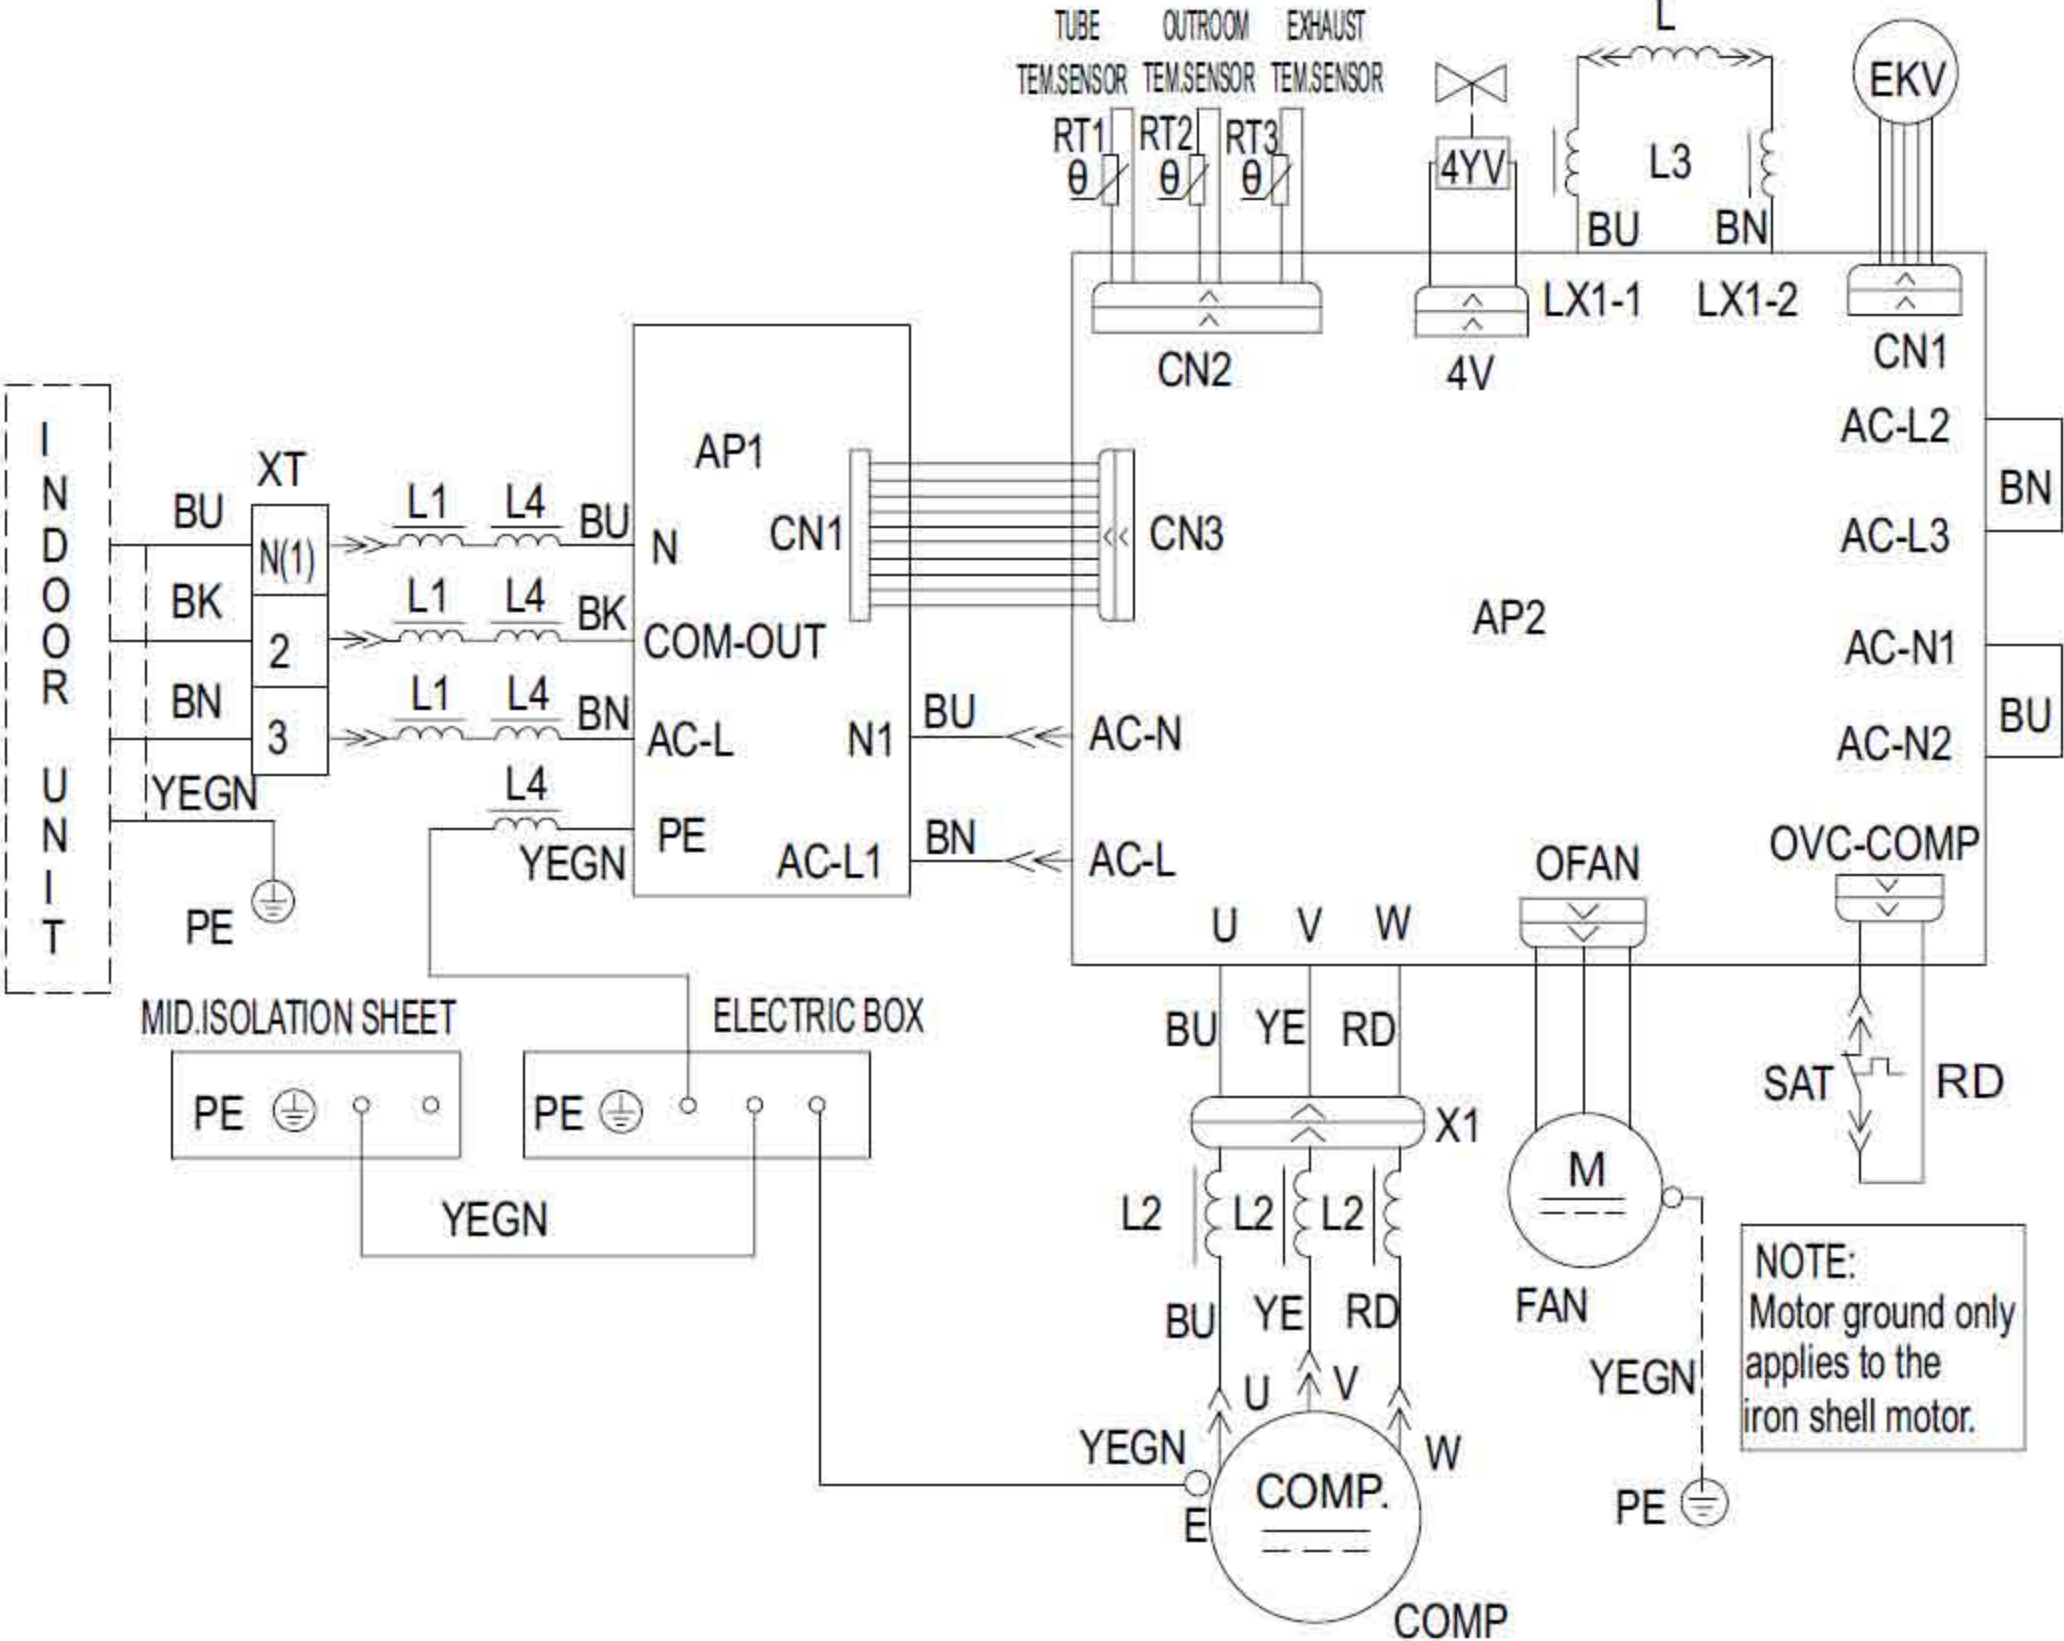 TUBE
TEM.SENSOR
OUTROOM
TEM.SENSOR
EXHAUST
TEM.SENSOR
RT1
θ
RT2
θ
RT3
θ
4YV
L
L3
BU
BN
EKV
CN2
4V
LX1-1
LX1-2
CN1
INDOOR UNIT
BU
BK
BN
YEGN
PE
XT
N(1)
2
3
L1
L4
BU
L1
L4
BK
L1
L4
BN
L4
YEGN
AP1
N
CN1
COM-OUT
AC-L
N1
PE
AC-L1
BU
BN
CN3
AP2
AC-N
AC-L
AC-L2
BN
AC-L3
AC-N1
BU
AC-N2
U
V
W
OFAN
OVC-COMP
MID.ISOLATION SHEET
PE
ELECTRIC BOX
PE
YEGN
BU
YE
RD
X1
L2
L2
L2
BU
YE
RD
U
V
W
YEGN
E
COMP.
COMP
M
FAN
YEGN
PE
SAT
RD
NOTE:
Motor ground only
applies to the
iron shell motor.